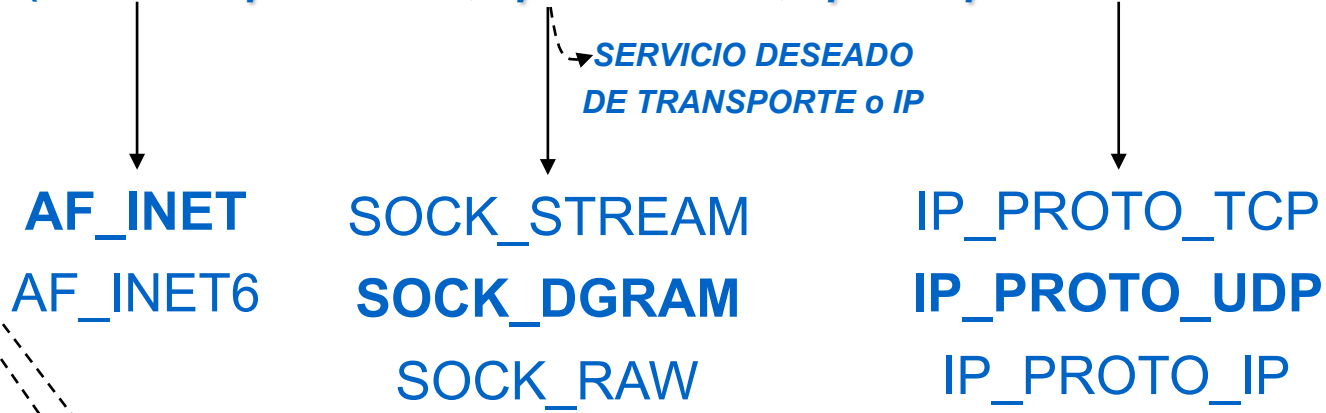 SERVICIO DESEADO
DE TRANSPORTE o IP
AF_INET SOCK_STREAM IP_PROTO_TCP
AF_INET6 SOCK_DGRAM IP_PROTO_UDP
SOCK_RAW IP_PROTO_IP